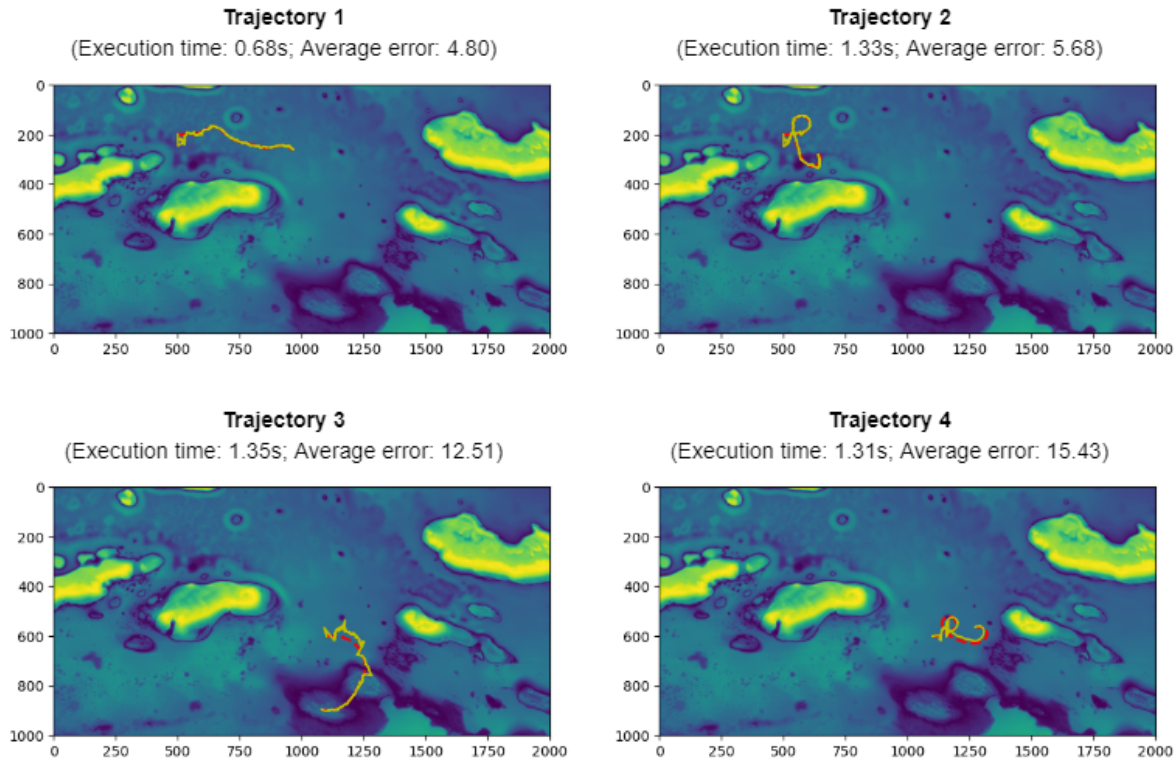 Trajectory 1
(Execution time: 0.68s; Average error: 4.80)
0
200
400
600
800
1000
0 250 500 750 1000 1250 1500 1750 2000
Trajectory 2
(Execution time: 1.33s; Average error: 5.68)
0
200
400
600
800
1000
0 250 500 750 1000 1250 1500 1750 2000
Trajectory 3
(Execution time: 1.35s; Average error: 12.51)
0
200
400
600
800
1000
0 250 500 750 1000 1250 1500 1750 2000
Trajectory 4
(Execution time: 1.31s; Average error: 15.43)
0
200
400
600
800
1000
0 250 500 750 1000 1250 1500 1750 2000